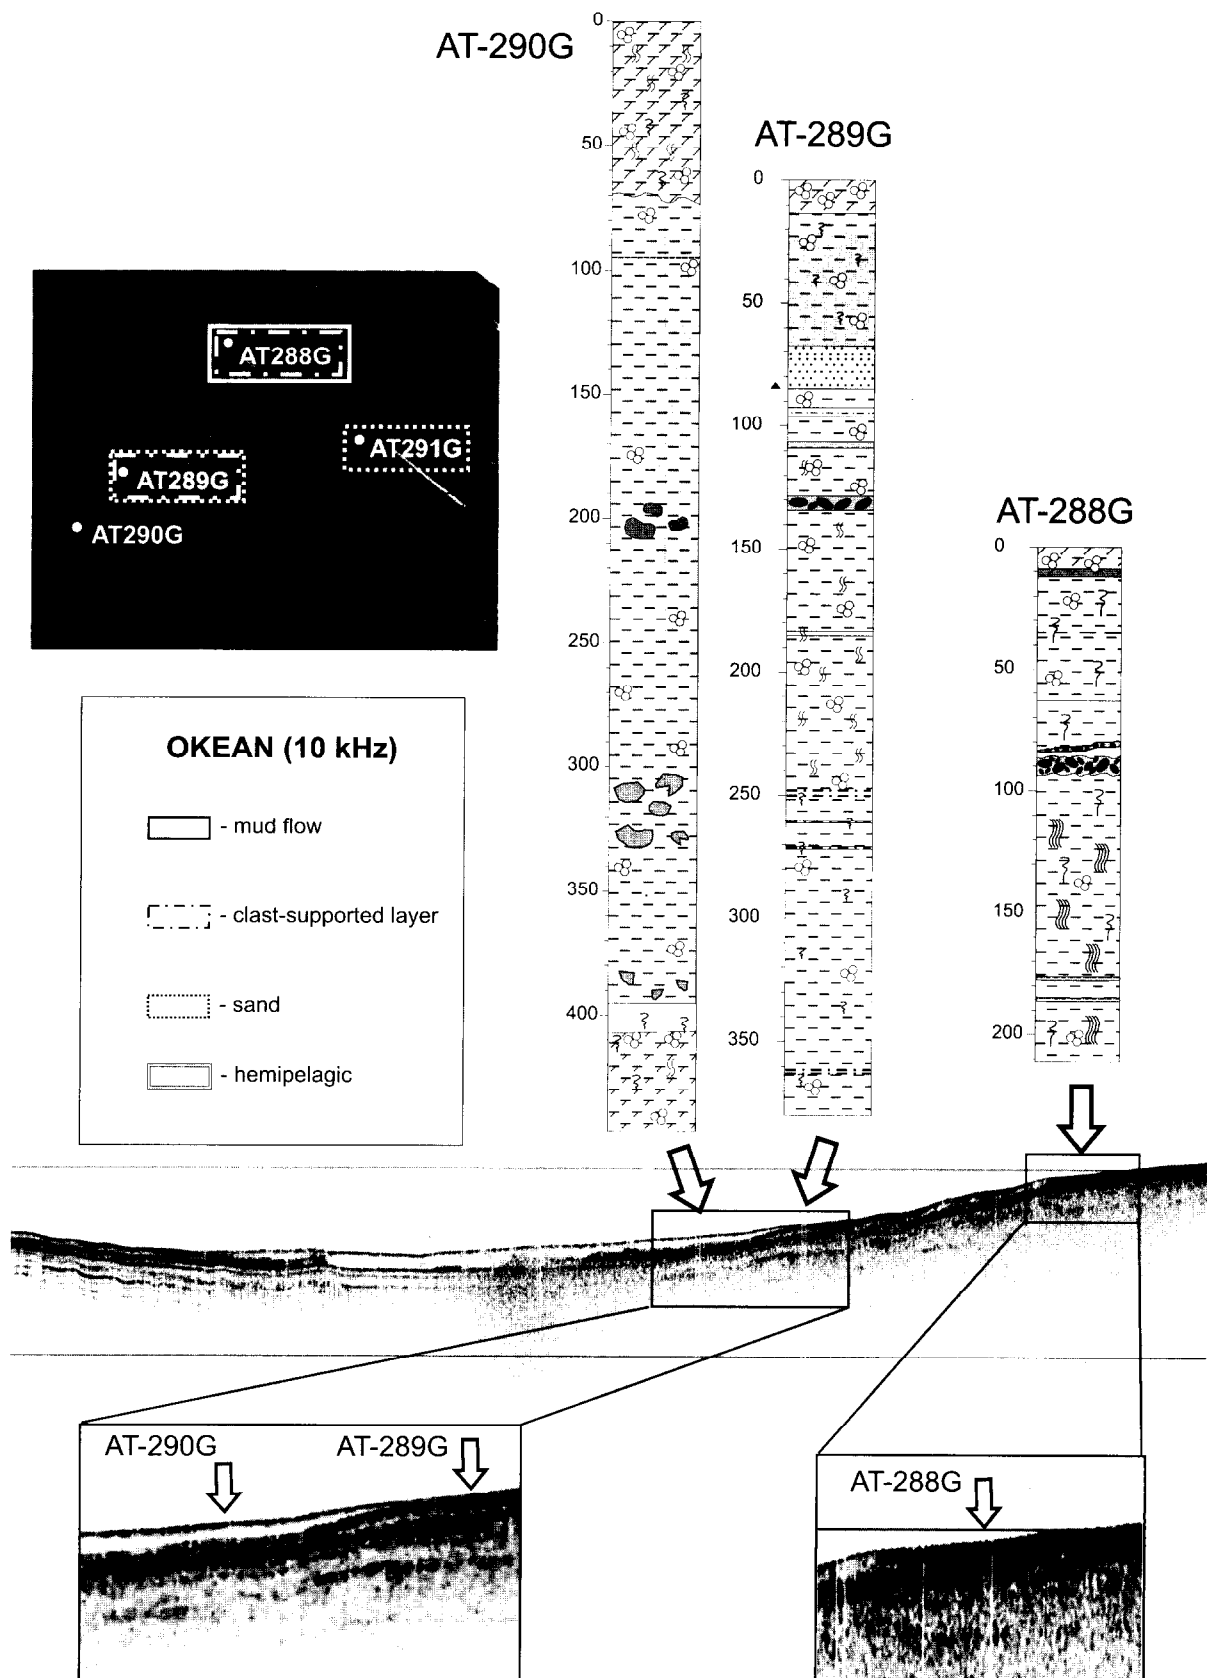 AT-290G
0
50
100
150
200
250
300
350
400
AT-289G
0
50
100
150
200
250
300
350
AT-288G
0
50
100
150
200
AT288G
AT291G
AT289G
AT290G
OKEAN (10 kHz)
- mud flow
- clast-supported layer
- sand
- hemipelagic
AT-290G
AT-289G
AT-288G